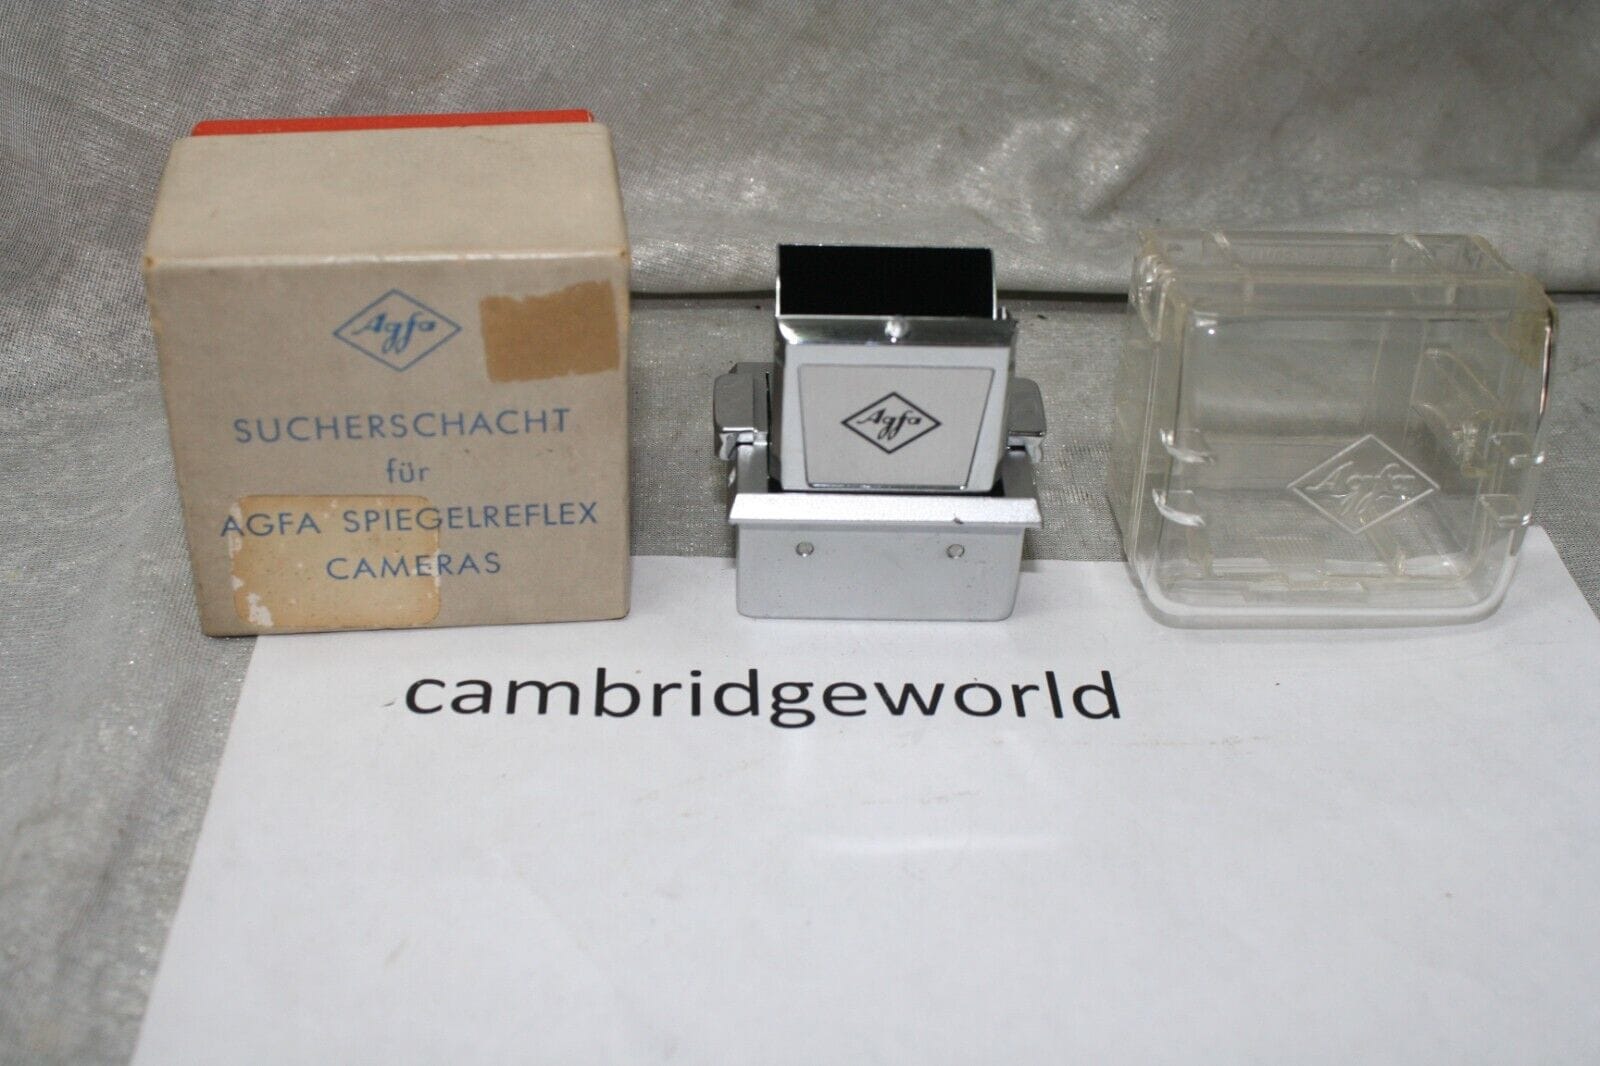 Agfa
SUCHERSCHACHT
für
AGFA SPIEGELREFLEX
CAMERAS
Agfa
Agfa
cambridgeworld